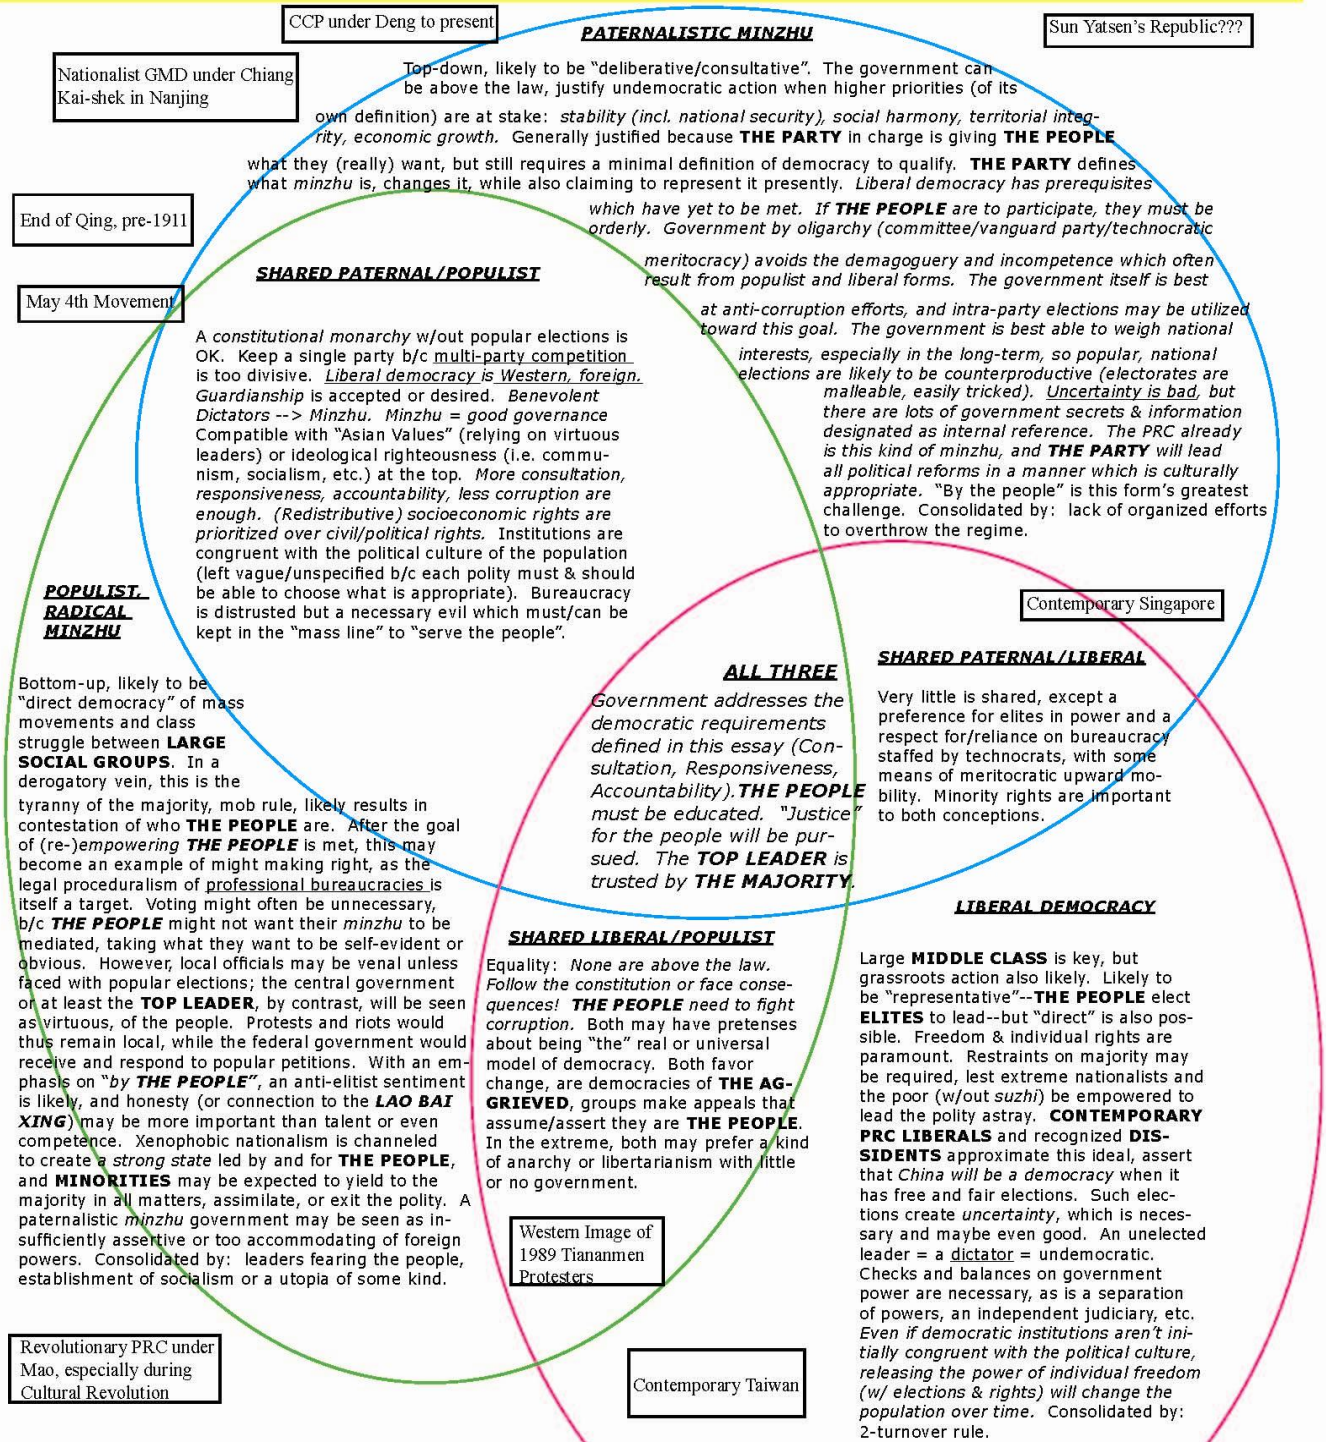 CCP under Deng to present
Sun Yatsen's Republic???
Nationalist GMD under Chiang
Kai-shek in Nanjing
PATERNALISTIC MINZHU
Top-down, likely to be "deliberative/consultative". The government can
be above the law, justify undemocratic action when higher priorities (of its
own definition) are at stake: stability (incl. national security), social harmony, territorial integ-
rity, economic growth. Generally justified because THE PARTY in charge is giving THE PEOPLE
what they (really) want, but still requires a minimal definition of democracy to qualify. THE PARTY defines
what minzhu is, changes it, while also claiming to represent it presently. Liberal democracy has prerequisites
which have yet to be met. If THE PEOPLE are to participate, they must be
orderly. Government by oligarchy (committee/vanguard party/technocratic
meritocracy) avoids the demagoguery and incompetence which often
result from populist and liberal forms. The government itself is best
at anti-corruption efforts, and intra-party elections may be utilized
toward this goal. The government is best able to weigh national
interests, especially in the long-term, so popular, national
elections are likely to be counterproductive (electorates are
malleable, easily tricked). Uncertainty is bad, but
there are lots of government secrets & information
designated as internal reference. The PRC already
is this kind of minzhu, and THE PARTY will lead
all political reforms in a manner which is culturally
appropriate. "By the people" is this form's greatest
challenge. Consolidated by: lack of organized efforts
to overthrow the regime.
End of Qing, pre-1911
May 4th Movement
SHARED PATERNAL/POPULIST
A constitutional monarchy w/out popular elections is
OK. Keep a single party b/c multi-party competition
is too divisive. Liberal democracy is Western, foreign.
Guardianship is accepted or desired. Benevolent
Dictators --> Minzhu. Minzhu = good governance
Compatible with "Asian Values" (relying on virtuous
leaders) or ideological righteousness (i.e. commu-
nism, socialism, etc.) at the top. More consultation,
responsiveness, accountability, less corruption are
enough. (Redistributive) socioeconomic rights are
prioritized over civil/political rights. Institutions are
congruent with the political culture of the population
(left vague/unspecified b/c each polity must & should
be able to choose what is appropriate). Bureaucracy
is distrusted but a necessary evil which must/can be
kept in the "mass line" to "serve the people".
POPULIST,
RADICAL
MINZHU
Bottom-up, likely to be
"direct democracy" of mass
movements and class
struggle between LARGE
SOCIAL GROUPS. In a
derogatory vein, this is the
tyranny of the majority, mob rule, likely results in
contestation of who THE PEOPLE are. After the goal
of (re-)empowering THE PEOPLE is met, this may
become an example of might making right, as the
legal proceduralism of professional bureaucracies is
itself a target. Voting might often be unnecessary,
b/c THE PEOPLE might not want their minzhu to be
mediated, taking what they want to be self-evident or
obvious. However, local officials may be venal unless
faced with popular elections; the central government
or at least the TOP LEADER, by contrast, will be seen
as virtuous, of the people. Protests and riots would
thus remain local, while the federal government would
receive and respond to popular petitions. With an em-
phasis on "by THE PEOPLE", an anti-elitist sentiment
is likely, and honesty (or connection to the LAO BAI
XING) may be more important than talent or even
competence. Xenophobic nationalism is channeled
to create a strong state led by and for THE PEOPLE,
and MINORITIES may be expected to yield to the
majority in all matters, assimilate, or exit the polity. A
paternalistic minzhu government may be seen as in-
sufficiently assertive or too accommodating of foreign
powers. Consolidated by: leaders fearing the people,
establishment of socialism or a utopia of some kind.
ALL THREE
Government addresses the
democratic requirements
defined in this essay (Con-
sultation, Responsiveness,
Accountability). THE PEOPLE
must be educated. "Justice"
for the people will be pur-
sued. The TOP LEADER is
trusted by THE MAJORITY.
Contemporary Singapore
SHARED PATERNAL/LIBERAL
Very little is shared, except a
preference for elites in power and a
respect for/reliance on bureaucracy
staffed by technocrats, with some
means of meritocratic upward mo-
bility. Minority rights are important
to both conceptions.
SHARED LIBERAL/POPULIST
Equality: None are above the law.
Follow the constitution or face conse-
quences! THE PEOPLE need to fight
corruption. Both may have pretenses
about being "the" real or universal
model of democracy. Both favor
change, are democracies of THE AG-
GRIEVED, groups make appeals that
assume/assert they are THE PEOPLE.
In the extreme, both may prefer a kind
of anarchy or libertarianism with little
or no government.
Western Image of
1989 Tiananmen
Protesters
LIBERAL DEMOCRACY
Large MIDDLE CLASS is key, but
grassroots action also likely. Likely to
be "representative"--THE PEOPLE elect
ELITES to lead--but "direct" is also pos-
sible. Freedom & individual rights are
paramount. Restraints on majority may
be required, lest extreme nationalists and
the poor (w/out suzhi) be empowered to
lead the polity astray. CONTEMPORARY
PRC LIBERALS and recognized DIS-
SIDENTS approximate this ideal, assert
that China will be a democracy when it
has free and fair elections. Such elec-
tions create uncertainty, which is neces-
sary and maybe even good. An unelected
leader = a dictator = undemocratic.
Checks and balances on government
power are necessary, as is a separation
of powers, an independent judiciary, etc.
Even if democratic institutions aren't ini-
tially congruent with the political culture,
releasing the power of individual freedom
(w/ elections & rights) will change the
population over time. Consolidated by:
2-turnover rule.
Revolutionary PRC under
Mao, especially during
Cultural Revolution
Contemporary Taiwan